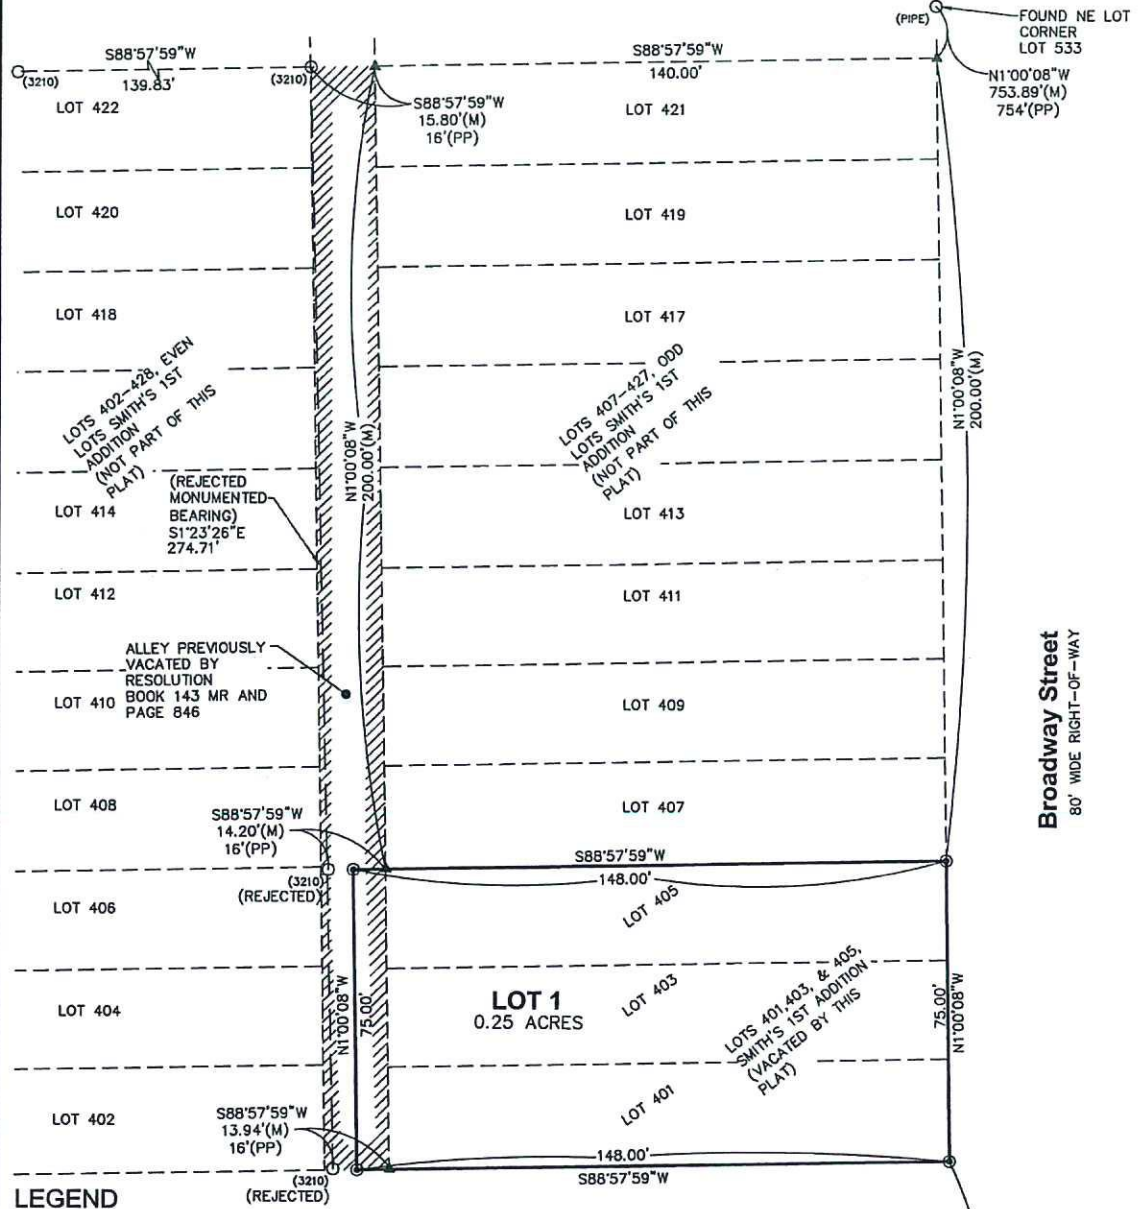 (PIPE)
FOUND NE LOT
CORNER
LOT 533
S88°57'59"W
139.83'
(3210)
(3210)
S88°57'59"W
140.00'
N1°00'08"W
753.89'(M)
754'(PP)
S88°57'59"W
15.80'(M)
16'(PP)
LOT 422
LOT 421
LOT 420
LOT 419
LOT 418
LOT 417
LOTS 402-428, EVEN
LOTS SMITH'S 1ST
ADDITION
(NOT PART OF THIS
PLAT)
LOTS 407-427, ODD
LOTS SMITH'S 1ST
ADDITION
(NOT PART OF THIS
PLAT)
N1°00'08"W
200.00'(M)
N1°00'08"W
200.00'(M)
(REJECTED
MONUMENTED
BEARING)
S1°23'26"E
274.71'
LOT 414
LOT 413
LOT 412
LOT 411
ALLEY PREVIOUSLY
VACATED BY
RESOLUTION
BOOK 143 MR AND
PAGE 846
LOT 410
LOT 409
Broadway Street
80' WIDE RIGHT-OF-WAY
LOT 408
LOT 407
S88°57'59"W
14.20'(M)
16'(PP)
S88°57'59"W
148.00'
(3210)
(REJECTED)
LOT 406
LOT 405
LOT 404
N1°00'08"W
75.00'
LOT 1
0.25 ACRES
LOT 403
LOTS 401,403, & 405,
SMITH'S 1ST ADDITION
(VACATED BY THIS
PLAT)
75.00'
N1°00'08"W
LOT 402
LOT 401
S88°57'59"W
13.94'(M)
16'(PP)
148.00'
S88°57'59"W
(3210)
(REJECTED)
LEGEND